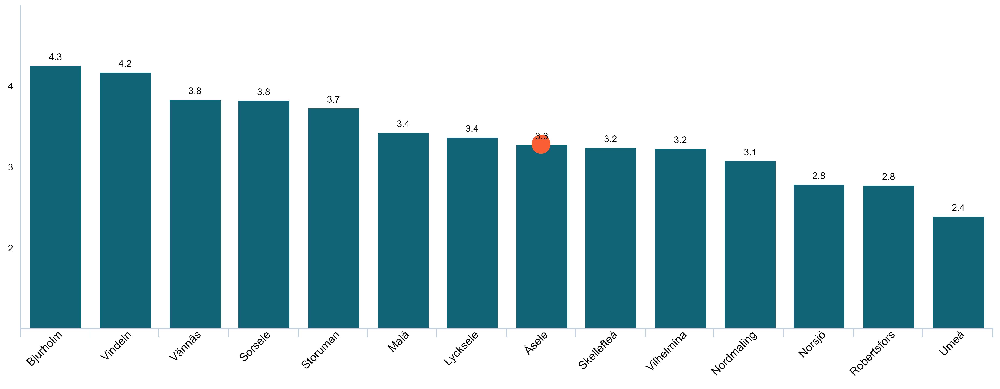 4.3
4.2
3.8
3.8
3.7
3.4
3.4
3.3
3.2
3.2
3.1
2.8
2.8
2.4
4
3
2
Bjurholm
Vindeln
Vännäs
Sorsele
Storuman
Malå
Lycksele
Åsele
Skellefteå
Vilhelmina
Nordmaling
Norsjö
Robertsfors
Umeå